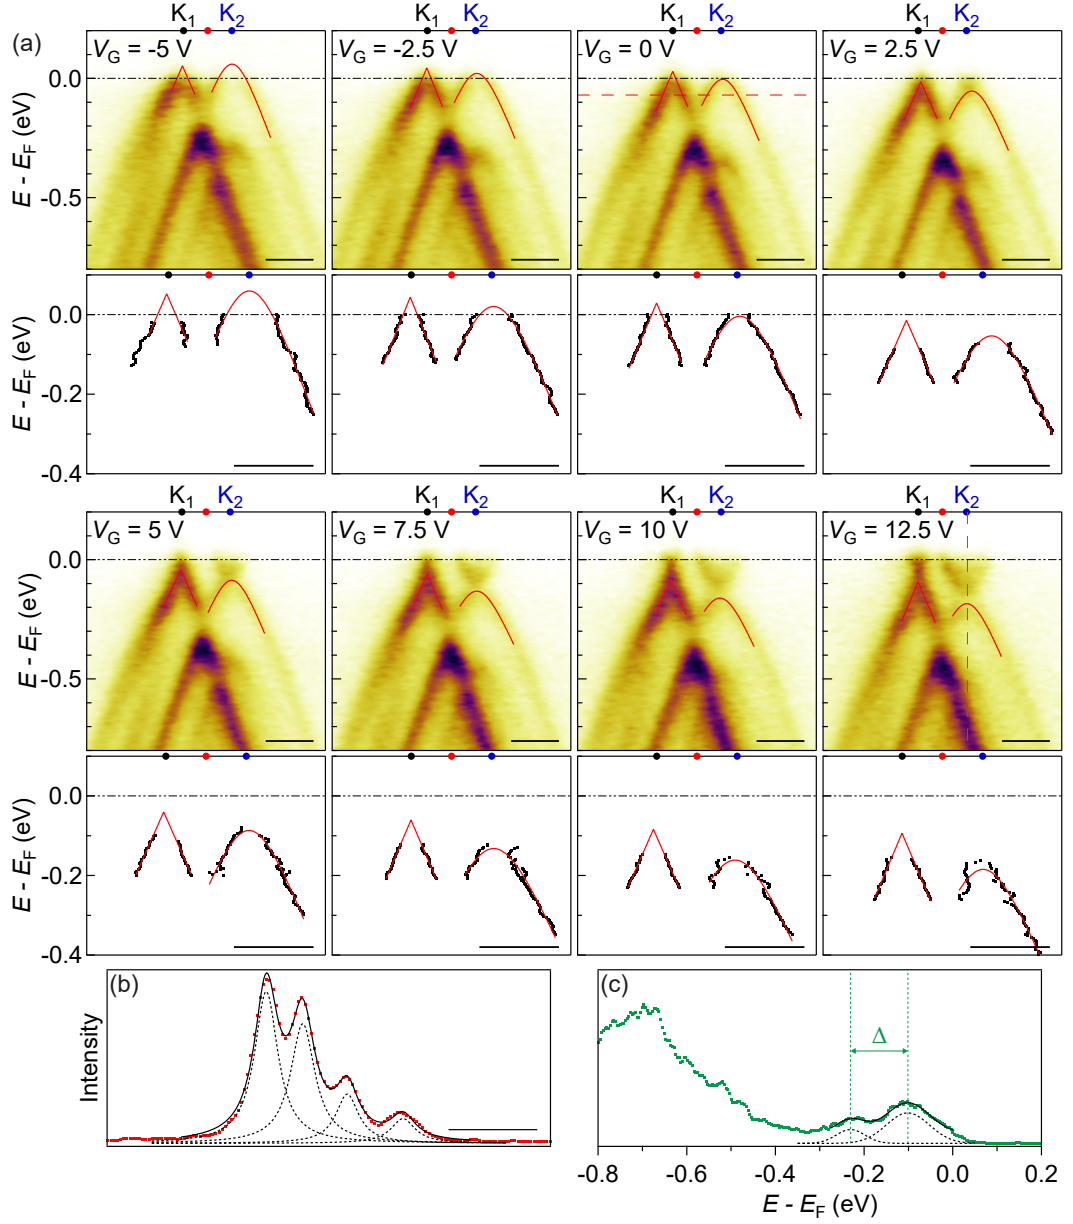 K1 K2 K1 K2 K1 K2 K1 K2
(a)
VG = -5 V
-2.5 V
VG = 0 V
VG = 2.5 V
0.0
-0.5
E - EF (eV)
0.0
-0.2
-0.4
E - EF (eV)
K1 K2 K1 K2 K1 K2 K1 K2
VG = 5 V
VG = 7.5 V
VG = 10 V
VG = 12.5 V
0.0
-0.5
E - EF (eV)
0.0
-0.2
-0.4
E - EF (eV)
(b)
Intensity
(c)
Δ
-0.8 -0.6 -0.4 -0.2 0.0 0.2
E - EF (eV)